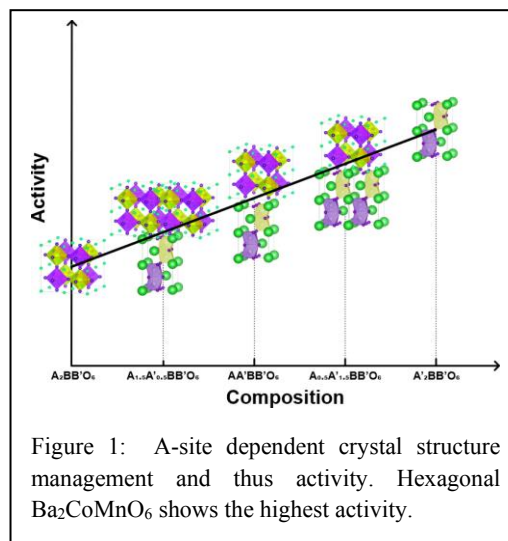 Activity
A₂BB'O₆ A₁.₅A'₀.₅BB'O₆ AA'BB'O₆ A₀.₅A'₁.₅BB'O₆ A'₂BB'O₆
Composition
Figure 1: A-site dependent crystal structure
management and thus activity. Hexagonal
Ba₂CoMnO₆ shows the highest activity.